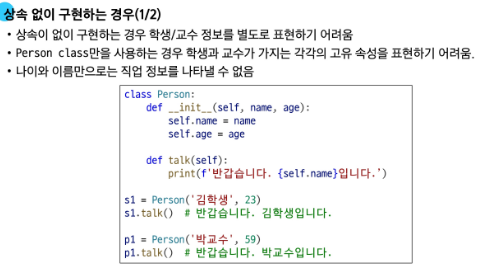 상속 없이 구현하는 경우(1/2)
• 상속이 없이 구현하는 경우 학생/교수 정보를 별도로 표현하기 어려움
• Person class만을 사용하는 경우 학생과 교수가 가지는 각각의 고유 속성을 표현하기 어려움.
• 나이와 이름만으로는 직업 정보를 나타낼 수 없음
class Person:
    def __init__(self, name, age):
        self.name = name
        self.age = age

    def talk(self):
        print(f'반갑습니다. {self.name}입니다.')

s1 = Person('김학생', 23)
s1.talk()  # 반갑습니다. 김학생입니다.

p1 = Person('박교수', 59)
p1.talk()  # 반갑습니다. 박교수입니다.